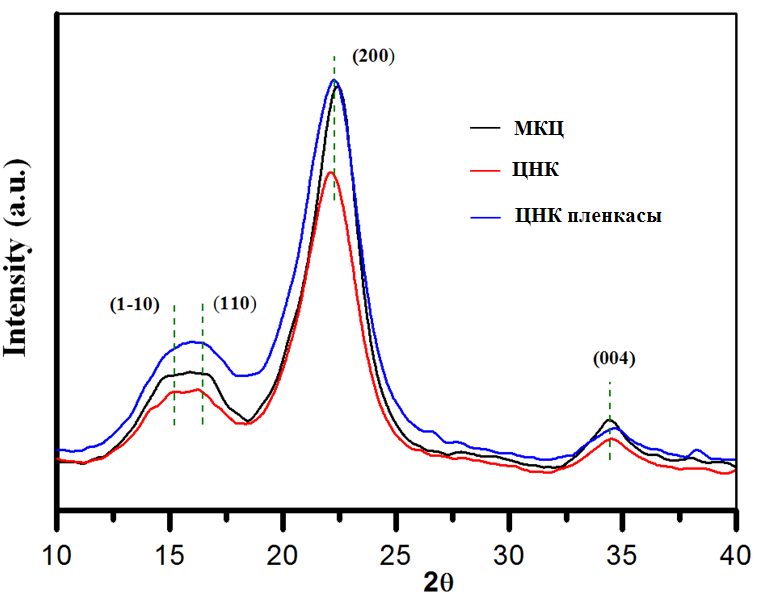 (200)
МКЦ
ЦНК
ЦНК пленкасы
Intensity (a.u.)
(1-10)
(110)
(004)
10
15
20
25
30
35
40
2θ